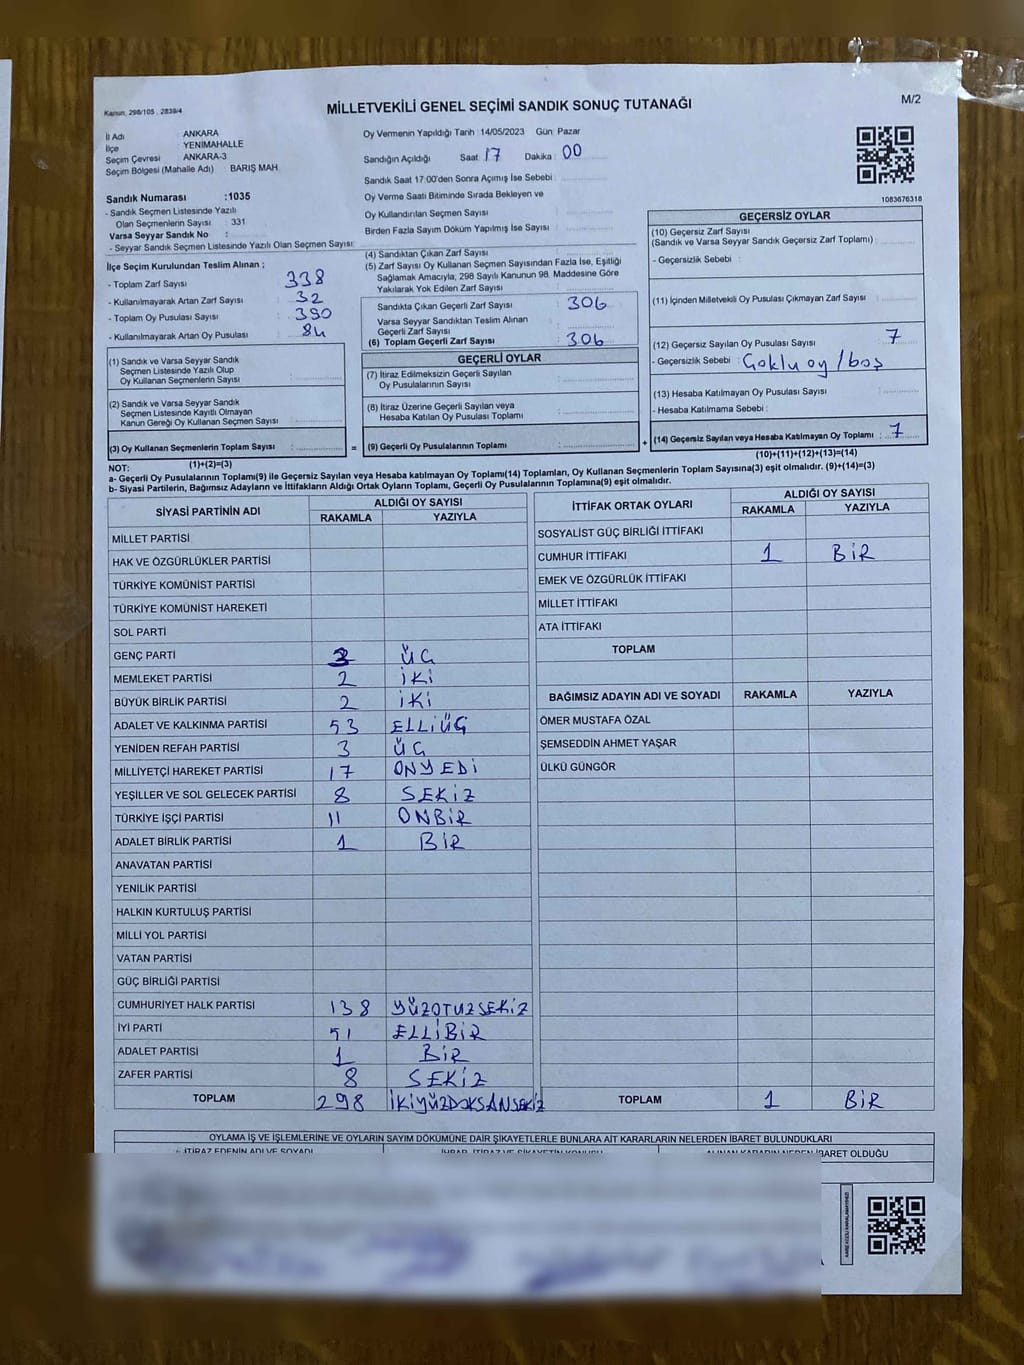 Kanun, 298/105 , 2839/4
MİLLETVEKİLİ GENEL SEÇİMİ SANDIK SONUÇ TUTANAĞI
M/2
İl Adı : ANKARA
İlçe : YENİMAHALLE
Seçim Çevresi : ANKARA-3
Seçim Bölgesi (Mahalle Adı) : BARIŞ MAH
Sandık Numarası :1035
- Sandık Seçmen Listesinde Yazılı
Olan Seçmenlerin Sayısı : 331
Varsa Seyyar Sandık No :
- Seyyar Sandık Seçmen Listesinde Yazılı Olan Seçmen Sayısı:
İlçe Seçim Kurulundan Teslim Alınan ;
- Toplam Zarf Sayısı 338
- Kullanılmayarak Artan Zarf Sayısı 32
- Toplam Oy Pusulası Sayısı 390
- Kullanılmayarak Artan Oy Pusulası 84
(1) Sandık ve Varsa Seyyar Sandık
Seçmen Listesinde Yazılı Olup
Oy Kullanan Seçmenlerin Sayısı :
(2) Sandık ve Varsa Seyyar Sandık
Seçmen Listesinde Kayıtlı Olmayan
Kanun Gereği Oy Kullanan Seçmen Sayısı :
(3) Oy Kullanan Seçmenlerin Toplam Sayısı :
(1)+(2)=(3)
Oy Vermenin Yapıldığı Tarih :14/05/2023 Gün: Pazar
Sandığın Açıldığı Saat: 17 Dakika : 00
Sandık Saat 17:00'den Sonra Açımış İse Sebebi :
Oy Verme Saati Bitiminde Sırada Bekleyen ve
Oy Kullandırılan Seçmen Sayısı :
Birden Fazla Sayım Döküm Yapılmış İse Sayısı :
(4) Sandıktan Çıkan Zarf Sayısı :
(5) Zarf Sayısı Oy Kullanan Seçmen Sayısından Fazla İse, Eşitliği
Sağlamak Amacıyla, 298 Sayılı Kanunun 98. Maddesine Göre
Yakılarak Yok Edilen Zarf Sayısı :
Sandıkta Çıkan Geçerli Zarf Sayısı 306
Varsa Seyyar Sandıktan Teslim Alınan
Geçerli Zarf Sayısı :
(6) Toplam Geçerli Zarf Sayısı : 306
GEÇERLİ OYLAR
(7) İtiraz Edilmeksizin Geçerli Sayılan
Oy Pusulalarının Sayısı :
(8) İtiraz Üzerine Geçerli Sayılan veya
Hesaba Katılan Oy Pusulası Toplamı :
= (9) Geçerli Oy Pusulalarının Toplamı : +
1083676318
GEÇERSİZ OYLAR
(10) Geçersiz Zarf Sayısı
(Sandık ve Varsa Seyyar Sandık Geçersiz Zarf Toplamı) :
- Geçersizlik Sebebi :
(11) İçinden Milletvekili Oy Pusulası Çıkmayan Zarf Sayısı :
(12) Geçersiz Sayılan Oy Pusulası Sayısı : 7
- Geçersizlik Sebebi : Çoklu oy / boş
(13) Hesaba Katılmayan Oy Pusulası Sayısı :
- Hesaba Katılmama Sebebi :
(14) Geçersiz Sayılan veya Hesaba Katılmayan Oy Toplamı : 7
(10)+(11)+(12)+(13)=(14)
NOT:
a- Geçerli Oy Pusulalarının Toplamı(9) ile Geçersiz Sayılan veya Hesaba katılmayan Oy Toplamı(14) Toplamları, Oy Kullanan Seçmenlerin Toplam Sayısına(3) eşit olmalıdır. (9)+(14)=(3)
b- Siyasi Partilerin, Bağımsız Adayların ve İttifakların Aldığı Ortak Oyların Toplamı, Geçerli Oy Pusulalarının Toplamına(9) eşit olmalıdır.
SİYASİ PARTİNİN ADI ALDIĞI OY SAYISI
RAKAMLA YAZIYLA
MİLLET PARTİSİ
HAK VE ÖZGÜRLÜKLER PARTİSİ
TÜRKİYE KOMÜNİST PARTİSİ
TÜRKİYE KOMÜNİST HAREKETİ
SOL PARTİ
GENÇ PARTİ 3 ÜÇ
MEMLEKET PARTİSİ 2 İKİ
BÜYÜK BİRLİK PARTİSİ 2 İKİ
ADALET VE KALKINMA PARTİSİ 53 ELLİÜÇ
YENİDEN REFAH PARTİSİ 3 ÜÇ
MİLLİYETÇİ HAREKET PARTİSİ 17 ONYEDİ
YEŞİLLER VE SOL GELECEK PARTİSİ 8 SEKİZ
TÜRKİYE İŞÇİ PARTİSİ 11 ONBİR
ADALET BİRLİK PARTİSİ 1 BİR
ANAVATAN PARTİSİ
YENİLİK PARTİSİ
HALKIN KURTULUŞ PARTİSİ
MİLLİ YOL PARTİSİ
VATAN PARTİSİ
GÜÇ BİRLİĞİ PARTİSİ
CUMHURİYET HALK PARTİSİ 138 YÜZOTUZSEKİZ
İYİ PARTİ 51 ELLİBİR
ADALET PARTİSİ 1 BİR
ZAFER PARTİSİ 8 SEKİZ
TOPLAM 298 İKİYÜZDOKSANSEKİZ
İTTİFAK ORTAK OYLARI ALDIĞI OY SAYISI
RAKAMLA YAZIYLA
SOSYALİST GÜÇ BİRLİĞİ İTTİFAKI
CUMHUR İTTİFAKI 1 BİR
EMEK VE ÖZGÜRLÜK İTTİFAKI
MİLLET İTTİFAKI
ATA İTTİFAKI
TOPLAM
BAĞIMSIZ ADAYIN ADI VE SOYADI RAKAMLA YAZIYLA
ÖMER MUSTAFA ÖZAL
ŞEMSEDDİN AHMET YAŞAR
ÜLKÜ GÜNGÖR
TOPLAM 1 BİR
OYLAMA İŞ VE İŞLEMLERİNE VE OYLARIN SAYIM DÖKÜMÜNE DAİR ŞİKAYETLERLE BUNLARA AİT KARARLARIN NELERDEN İBARET BULUNDUKLARI
İTİRAZ EDENİN ADI VE SOYADI İHBAR, İTİRAZ VE ŞİKAYETİN KONUSU ALINAN KARARIN NEDEN İBARET OLDUĞU